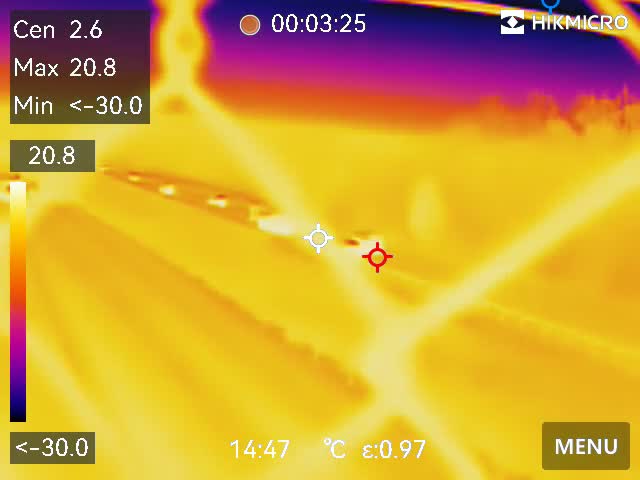 Cen 2.6
Max 20.8
Min <-30.0
00:03:25
HIKMICRO
20.8
<-30.0
14:47 ℃ ε:0.97
MENU